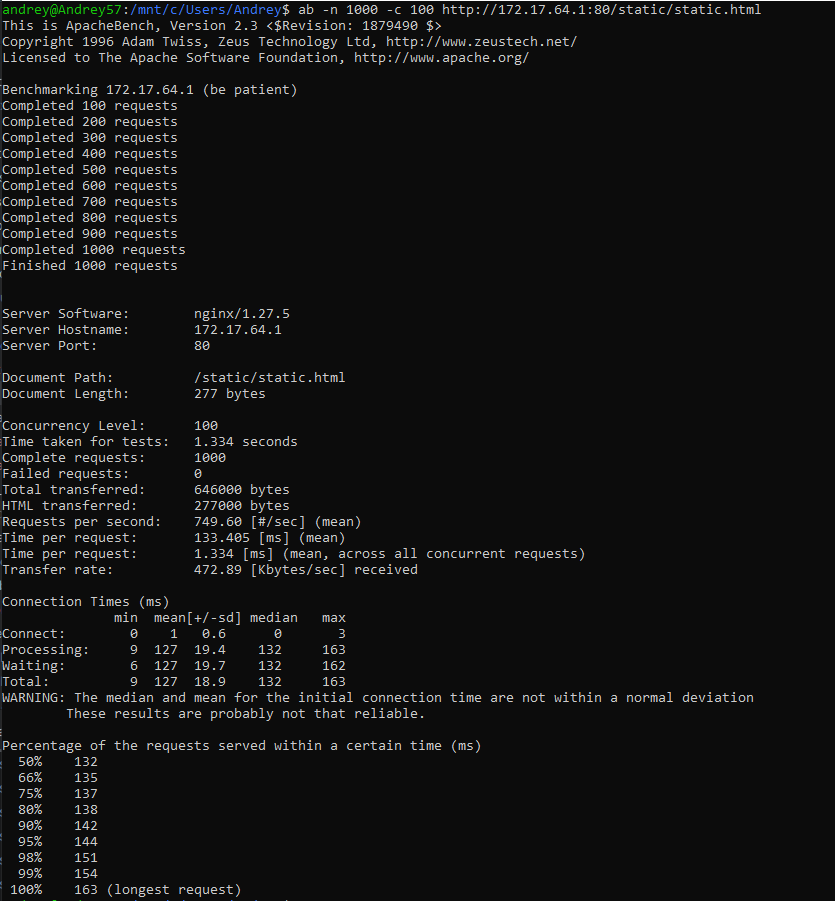 andrey@Andrey57:/mnt/c/Users/Andrey$ ab -n 1000 -c 100 http://172.17.64.1:80/static/static.html
This is ApacheBench, Version 2.3 <$Revision: 1879490 $>
Copyright 1996 Adam Twiss, Zeus Technology Ltd, http://www.zeustech.net/
Licensed to The Apache Software Foundation, http://www.apache.org/

Benchmarking 172.17.64.1 (be patient)
Completed 100 requests
Completed 200 requests
Completed 300 requests
Completed 400 requests
Completed 500 requests
Completed 600 requests
Completed 700 requests
Completed 800 requests
Completed 900 requests
Completed 1000 requests
Finished 1000 requests


Server Software:        nginx/1.27.5
Server Hostname:        172.17.64.1
Server Port:            80

Document Path:          /static/static.html
Document Length:        277 bytes

Concurrency Level:      100
Time taken for tests:   1.334 seconds
Complete requests:      1000
Failed requests:        0
Total transferred:      646000 bytes
HTML transferred:       277000 bytes
Requests per second:    749.60 [#/sec] (mean)
Time per request:       133.405 [ms] (mean)
Time per request:       1.334 [ms] (mean, across all concurrent requests)
Transfer rate:          472.89 [Kbytes/sec] received

Connection Times (ms)
              min  mean[+/-sd] median   max
Connect:        0    1   0.6      0       3
Processing:     9  127  19.4    132     163
Waiting:        6  127  19.7    132     162
Total:          9  127  18.9    132     163
WARNING: The median and mean for the initial connection time are not within a normal deviation
        These results are probably not that reliable.

Percentage of the requests served within a certain time (ms)
  50%    132
  66%    135
  75%    137
  80%    138
  90%    142
  95%    144
  98%    151
  99%    154
 100%    163 (longest request)